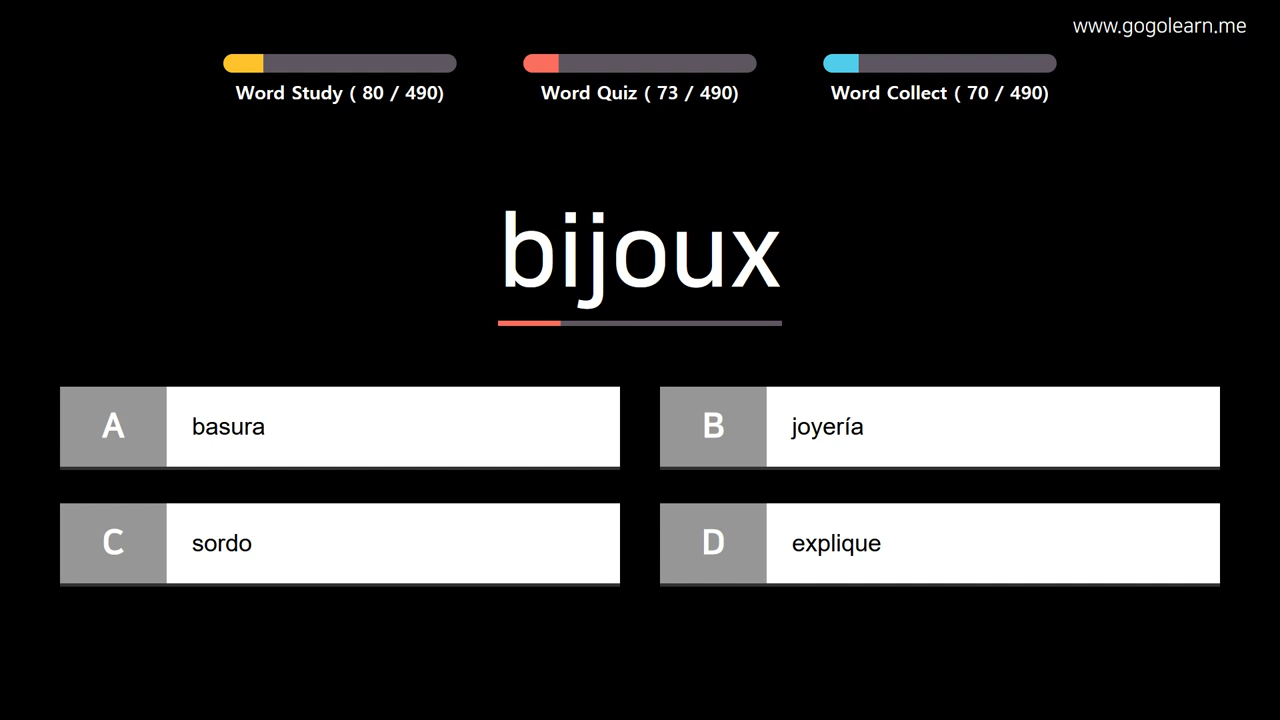 www.gogolearn.me
Word Study ( 80 / 490)
Word Quiz ( 73 / 490)
Word Collect ( 70 / 490)
bijoux
A basura
B joyería
C sordo
D explique